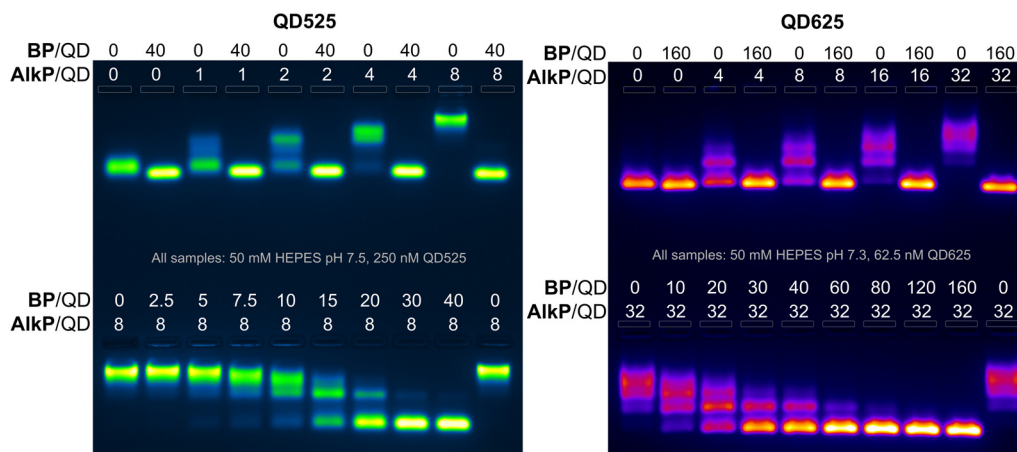 QD525
BP/QD 0 40 0 40 0 40 0 40 0 40
AlkP/QD 0 0 1 1 2 2 4 4 8 8
All samples: 50 mM HEPES pH 7.5, 250 nM QD525
BP/QD 0 2.5 5 7.5 10 15 20 30 40 0
AlkP/QD 8 8 8 8 8 8 8 8 8 8
QD625
BP/QD 0 160 0 160 0 160 0 160 0 160
AlkP/QD 0 0 4 4 8 8 16 16 32 32
All samples: 50 mM HEPES pH 7.3, 62.5 nM QD625
BP/QD 0 10 20 30 40 60 80 120 160 0
AlkP/QD 32 32 32 32 32 32 32 32 32 32